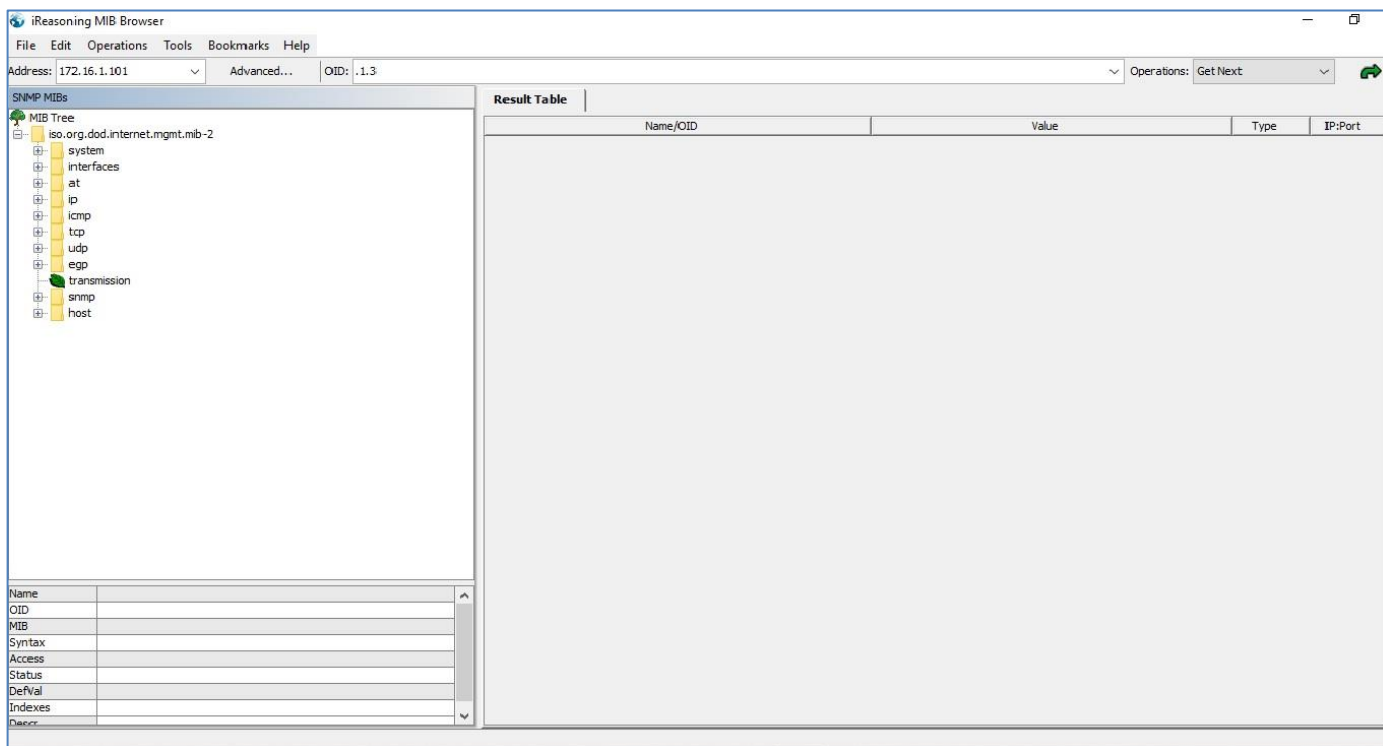 iReasoning MIB Browser
File Edit Operations Tools Bookmarks Help
Address: 172.16.1.101 Advanced... OID: .1.3 Operations: Get Next
SNMP MIBs
MIB Tree
iso.org.dod.internet.mgmt.mib-2
system
interfaces
at
ip
icmp
tcp
udp
egp
transmission
snmp
host
Name
OID
MIB
Syntax
Access
Status
DefVal
Indexes
Descr
Result Table
Name/OID Value Type IP:Port